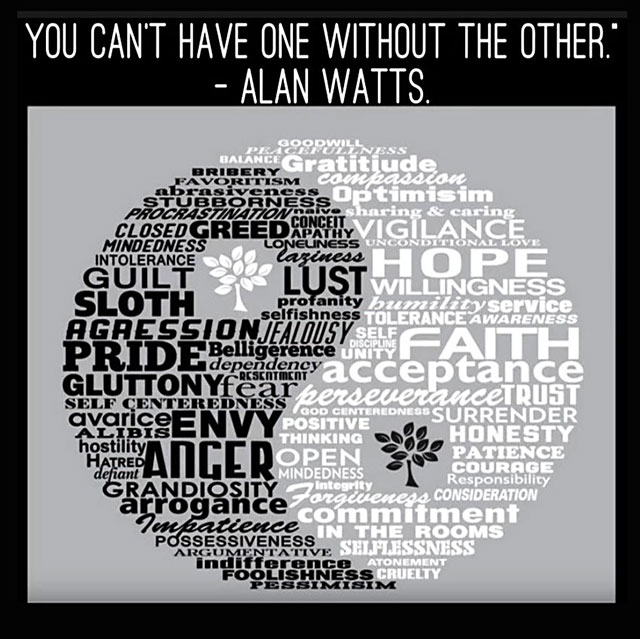 YOU CAN'T HAVE ONE WITHOUT THE OTHER."
- ALAN WATTS.
GOODWILL
PEACEFULLNESS
BALANCE Gratitiude
BRIBERY compassion
FAVORITISM
abrasiveness Optimisim
STUBBORNESS
PROCRASTINATION naive sharing & caring
CLOSED GREED CONCEIT VIGILANCE
MINDEDNESS APATHY
LONELINESS UNCONDITIONAL LOVE
INTOLERANCE laziness HOPE
GUILT LUST WILLINGNESS
SLOTH profanity humility service
selfishness TOLERANCE AWARENESS
AGRESSION JEALOUSY SELF DISCIPLINE FAITH
PRIDE Belligerence UNITY
dependency acceptance
GLUTTONY fear RESENTMENT
SELF CENTEREDNESS perseverance TRUST
avarice ENVY GOD CENTEREDNESS SURRENDER
ALIBIS POSITIVE THINKING HONESTY
hostility ANGER OPEN MINDEDNESS PATIENCE
HATRED COURAGE
defiant Responsibility
GRANDIOSITY integrity
arrogance Forgiveness CONSIDERATION
Impatience commitment
POSSESSIVENESS IN THE ROOMS
ARGUMENTATIVE SELFLESSNESS
indifference ATONEMENT
FOOLISHNESS CRUELTY
PESSIMISIM